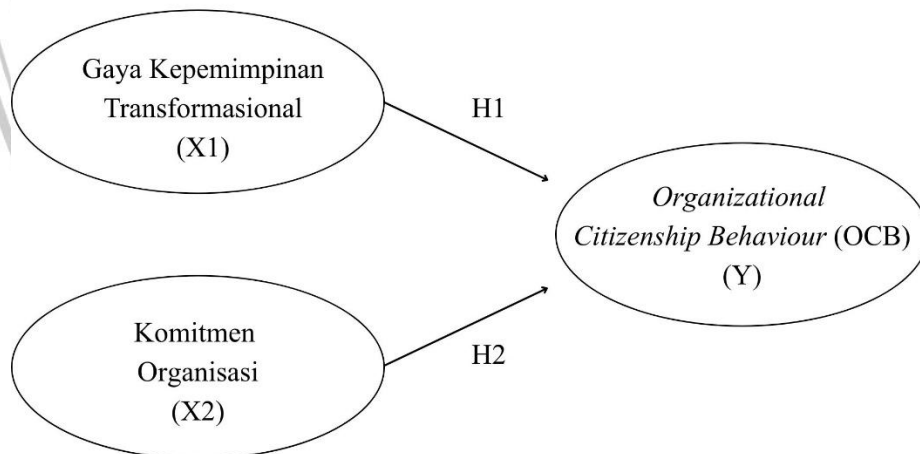 Gaya Kepemimpinan
Transformasional
(X1)
H1
Organizational
Citizenship Behaviour (OCB)
(Y)
Komitmen
Organisasi
(X2)
H2